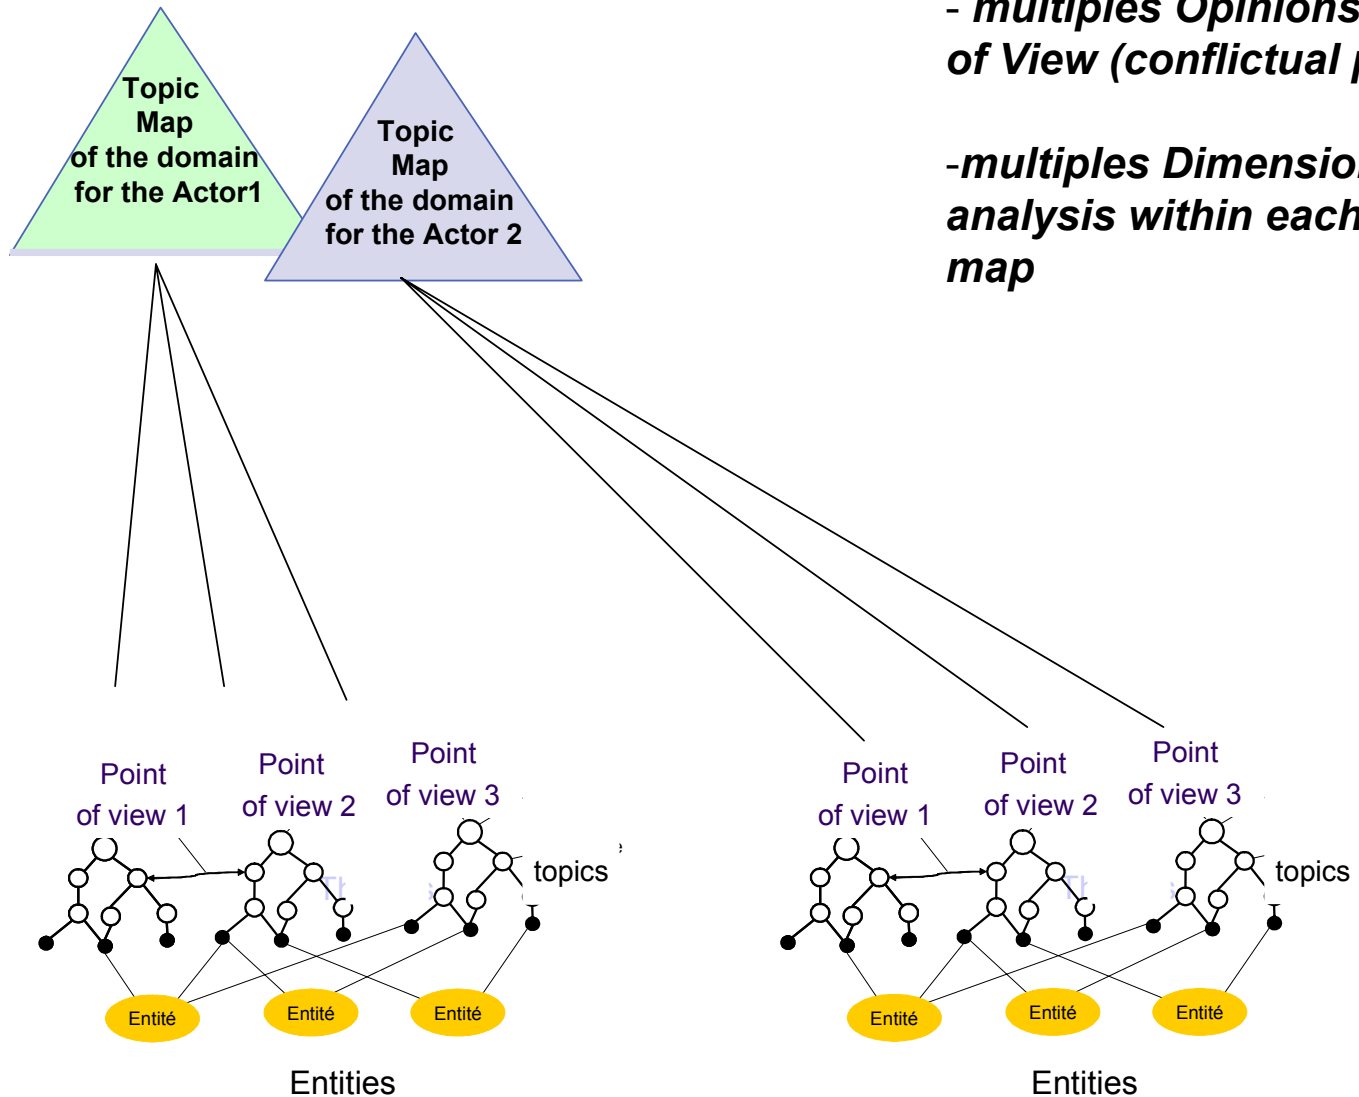 - multiples Opinions
of View (conflictual
-multiples
analysis within each
map
Topic
Map
of the domain
for the Actor1
Topic
Map
of the domain
for the Actor 2
Point
of view 1
Point
of view 2
Point
of view 3
topics
Entité
Entité
Entité
Entities
Point
of view 1
Point
of view 2
Point
of view 3
topics
Entité
Entité
Entité
Entities